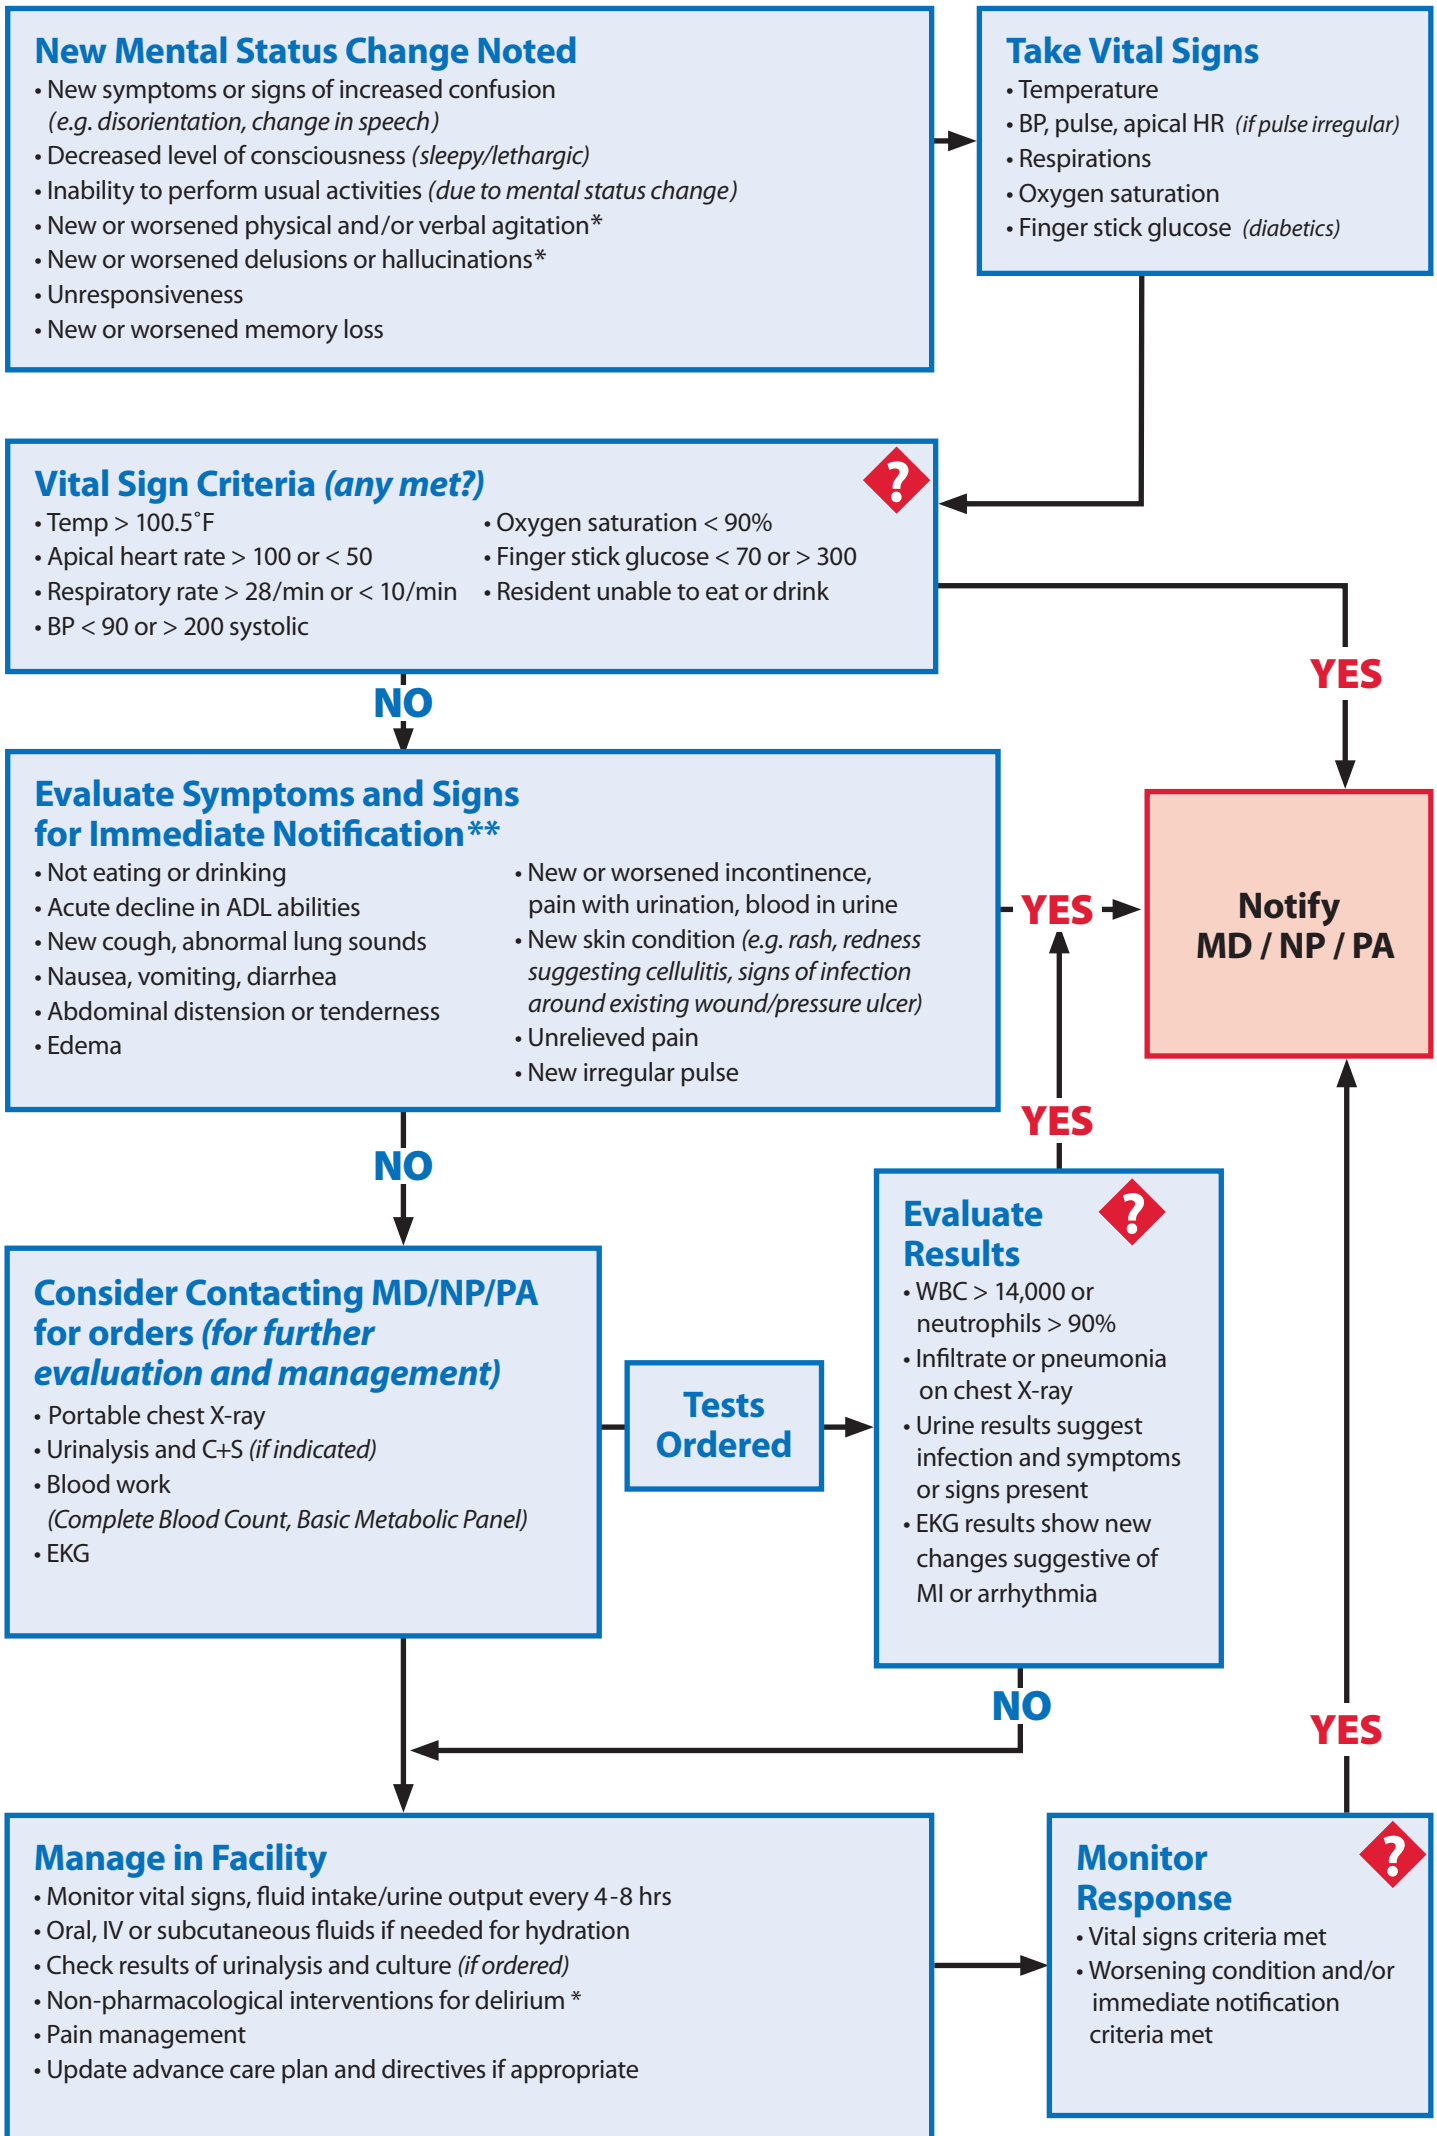 New Mental Status Change Noted
• New symptoms or signs of increased confusion
(e.g. disorientation, change in speech)
• Decreased level of consciousness (sleepy/lethargic)
• Inability to perform usual activities (due to mental status change)
• New or worsened physical and/or verbal agitation*
• New or worsened delusions or hallucinations*
• Unresponsiveness
• New or worsened memory loss
Take Vital Signs
• Temperature
• BP, pulse, apical HR (if pulse irregular)
• Respirations
• Oxygen saturation
• Finger stick glucose (diabetics)
Vital Sign Criteria (any met?)
?
• Temp > 100.5˚F
• Apical heart rate > 100 or < 50
• Respiratory rate > 28/min or < 10/min
• BP < 90 or > 200 systolic
• Oxygen saturation < 90%
• Finger stick glucose < 70 or > 300
• Resident unable to eat or drink
YES
NO
Evaluate Symptoms and Signs
for Immediate Notification**
• Not eating or drinking
• Acute decline in ADL abilities
• New cough, abnormal lung sounds
• Nausea, vomiting, diarrhea
• Abdominal distension or tenderness
• Edema
• New or worsened incontinence,
pain with urination, blood in urine
• New skin condition (e.g. rash, redness
suggesting cellulitis, signs of infection
around existing wound/pressure ulcer)
• Unrelieved pain
• New irregular pulse
YES
Notify
MD / NP / PA
YES
NO
Consider Contacting MD/NP/PA
for orders (for further
evaluation and management)
• Portable chest X-ray
• Urinalysis and C+S (if indicated)
• Blood work
(Complete Blood Count, Basic Metabolic Panel)
• EKG
Tests
Ordered
Evaluate
Results
?
• WBC > 14,000 or
neutrophils > 90%
• Infiltrate or pneumonia
on chest X-ray
• Urine results suggest
infection and symptoms
or signs present
• EKG results show new
changes suggestive of
MI or arrhythmia
NO
YES
Manage in Facility
• Monitor vital signs, fluid intake/urine output every 4-8 hrs
• Oral, IV or subcutaneous fluids if needed for hydration
• Check results of urinalysis and culture (if ordered)
• Non-pharmacological interventions for delirium *
• Pain management
• Update advance care plan and directives if appropriate
Monitor
Response
?
• Vital signs criteria met
• Worsening condition and/or
immediate notification
criteria met